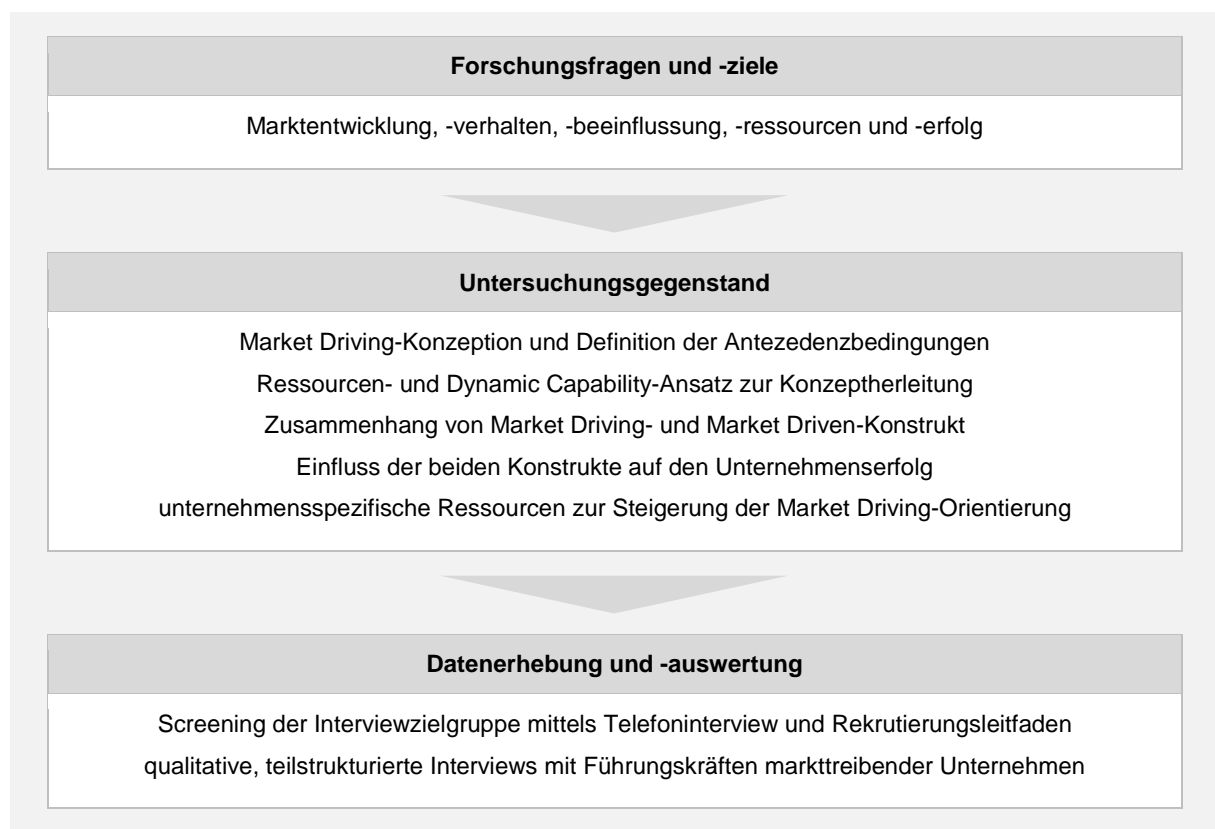 Forschungsfragen und -ziele
Marktentwicklung, -verhalten, -beeinflussung, -ressourcen und -erfolg
Untersuchungsgegenstand
Market Driving-Konzeption und Definition der Antezedenzbedingungen
Ressourcen- und Dynamic Capability-Ansatz zur Konzeptherleitung
Zusammenhang von Market Driving- und Market Driven-Konstrukt
Einfluss der beiden Konstrukte auf den Unternehmenserfolg
unternehmensspezifische Ressourcen zur Steigerung der Market Driving-Orientierung
Datenerhebung und -auswertung
Screening der Interviewzielgruppe mittels Telefoninterview und Rekrutierungsleitfaden
qualitative, teilstrukturierte Interviews mit Führungskräften markttreibender Unternehmen